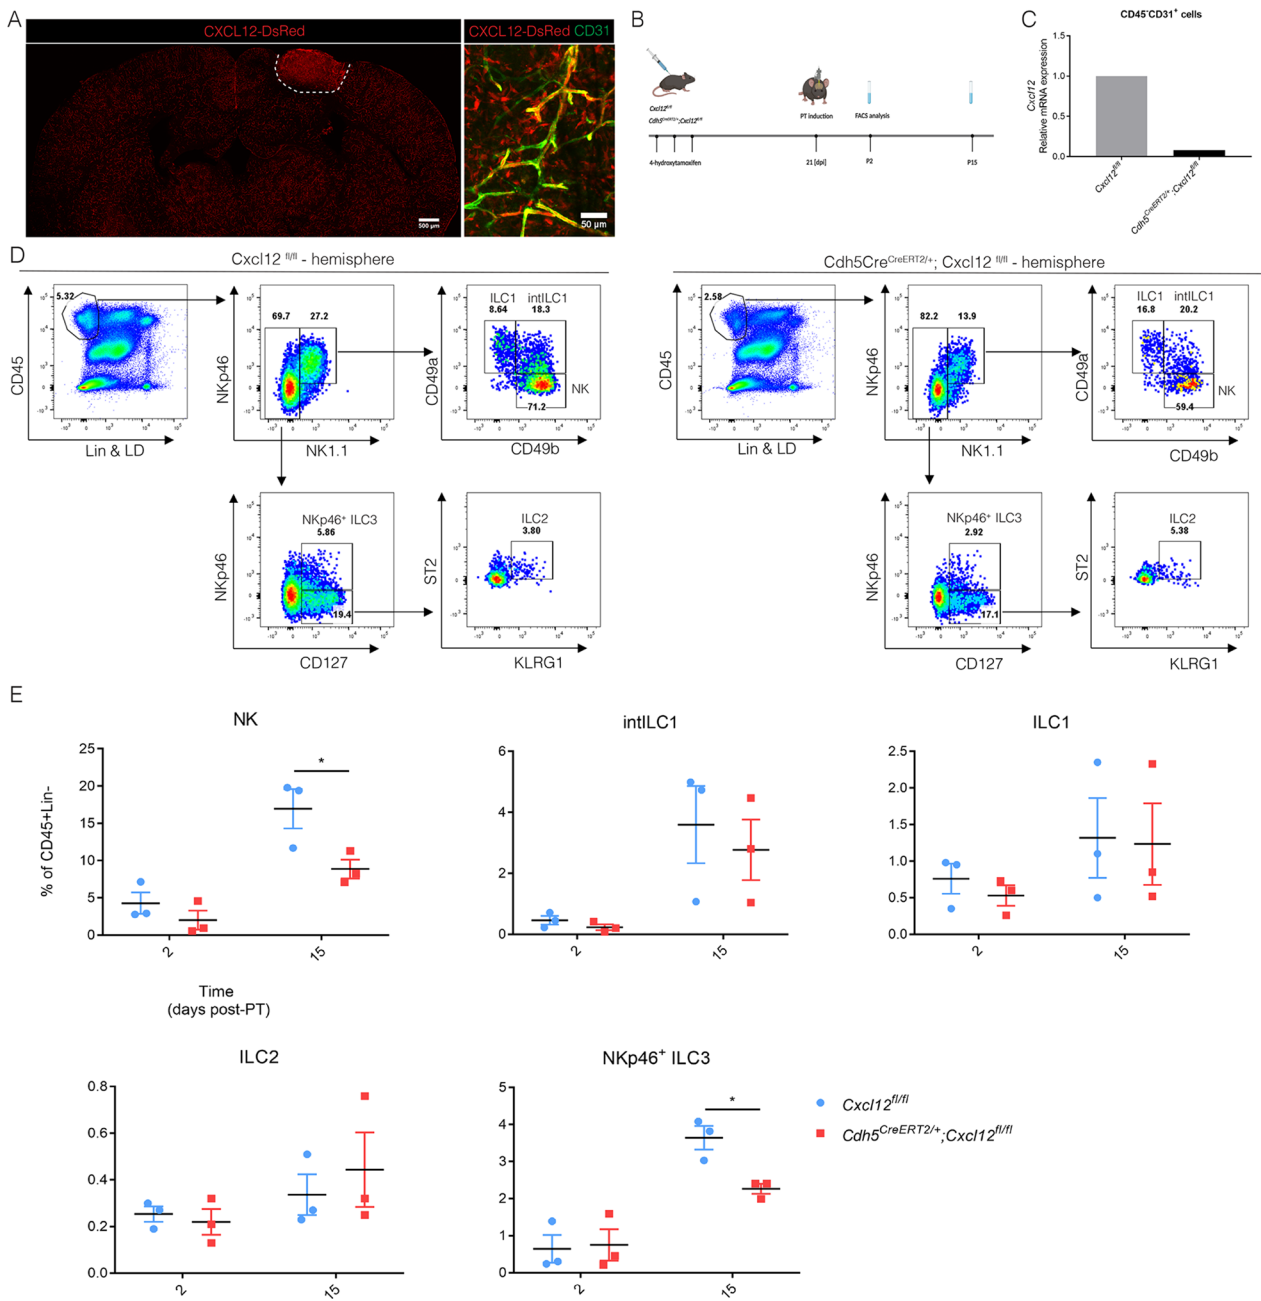 A
CXCL12-DsRed
CXCL12-DsRed CD31
500 µm
50 µm
B
Cxcl12fl/fl
Cdh5CreERT2/+;Cxcl12fl/fl
PT induction
FACS analysis
4-hydroxytamoxifen
21 [dpi]
P2
P15
C
CD45-CD31+ cells
Cxcl12
Relative mRNA expression
1.5
1.0
0.5
0.0
Cxcl12fl/fl
Cdh5CreERT2/+;Cxcl12fl/fl
D
Cxcl12 fl/fl - hemisphere
Cdh5CreCreERT2/+; Cxcl12 fl/fl - hemisphere
5.32
CD45
Lin & LD
69.7 27.2
NKp46
NK1.1
ILC1 intILC1
8.64 18.3
CD49a
NK
71.2
CD49b
NKp46+ ILC3
5.86
19.4
NKp46
CD127
ILC2
3.80
ST2
KLRG1
2.58
CD45
Lin & LD
82.2 13.9
NKp46
NK1.1
ILC1 intILC1
16.8 20.2
CD49a
NK
59.4
CD49b
NKp46+ ILC3
2.92
17.1
NKp46
CD127
ILC2
5.38
ST2
KLRG1
E
NK
% of CD45+Lin-
25
20
15
10
5
0
*
2 15
Time
(days post-PT)
intILC1
6
4
2
0
2 15
ILC1
2.5
2.0
1.5
1.0
0.5
0.0
2 15
ILC2
0.8
0.6
0.4
0.2
0.0
2 15
NKp46+ ILC3
5
4
3
2
1
0
*
2 15
Cxcl12fl/fl
Cdh5CreERT2/+;Cxcl12fl/fl